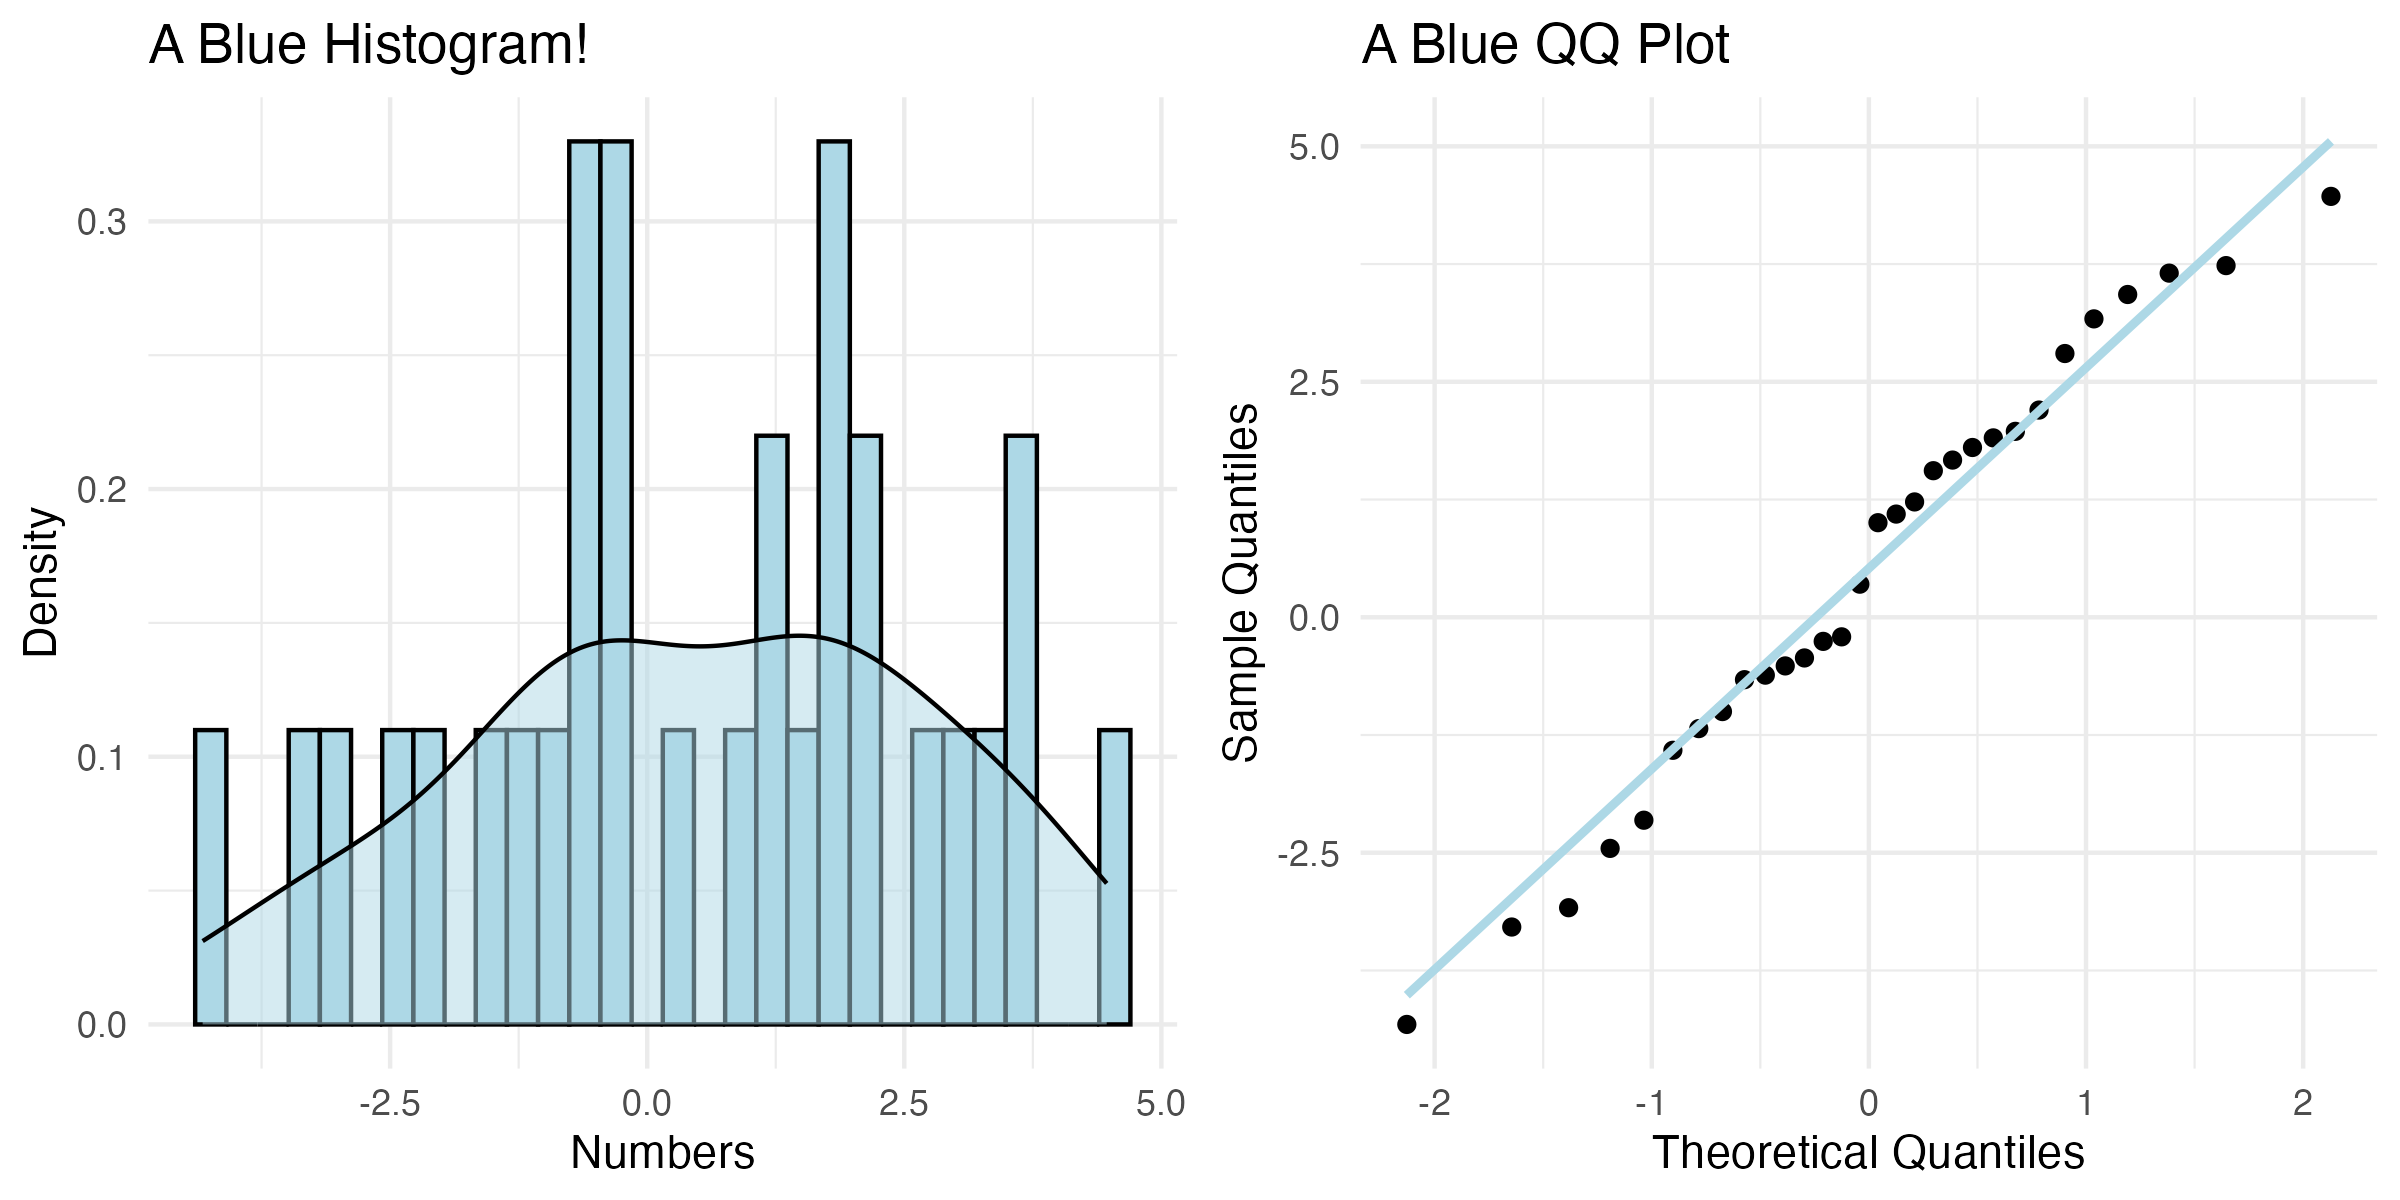 A Blue Histogram!
Density
0.3
0.2
0.1
0.0
-2.5 0.0 2.5 5.0
Numbers
A Blue QQ Plot
Sample Quantiles
5.0
2.5
0.0
-2.5
-2 -1 0 1 2
Theoretical Quantiles